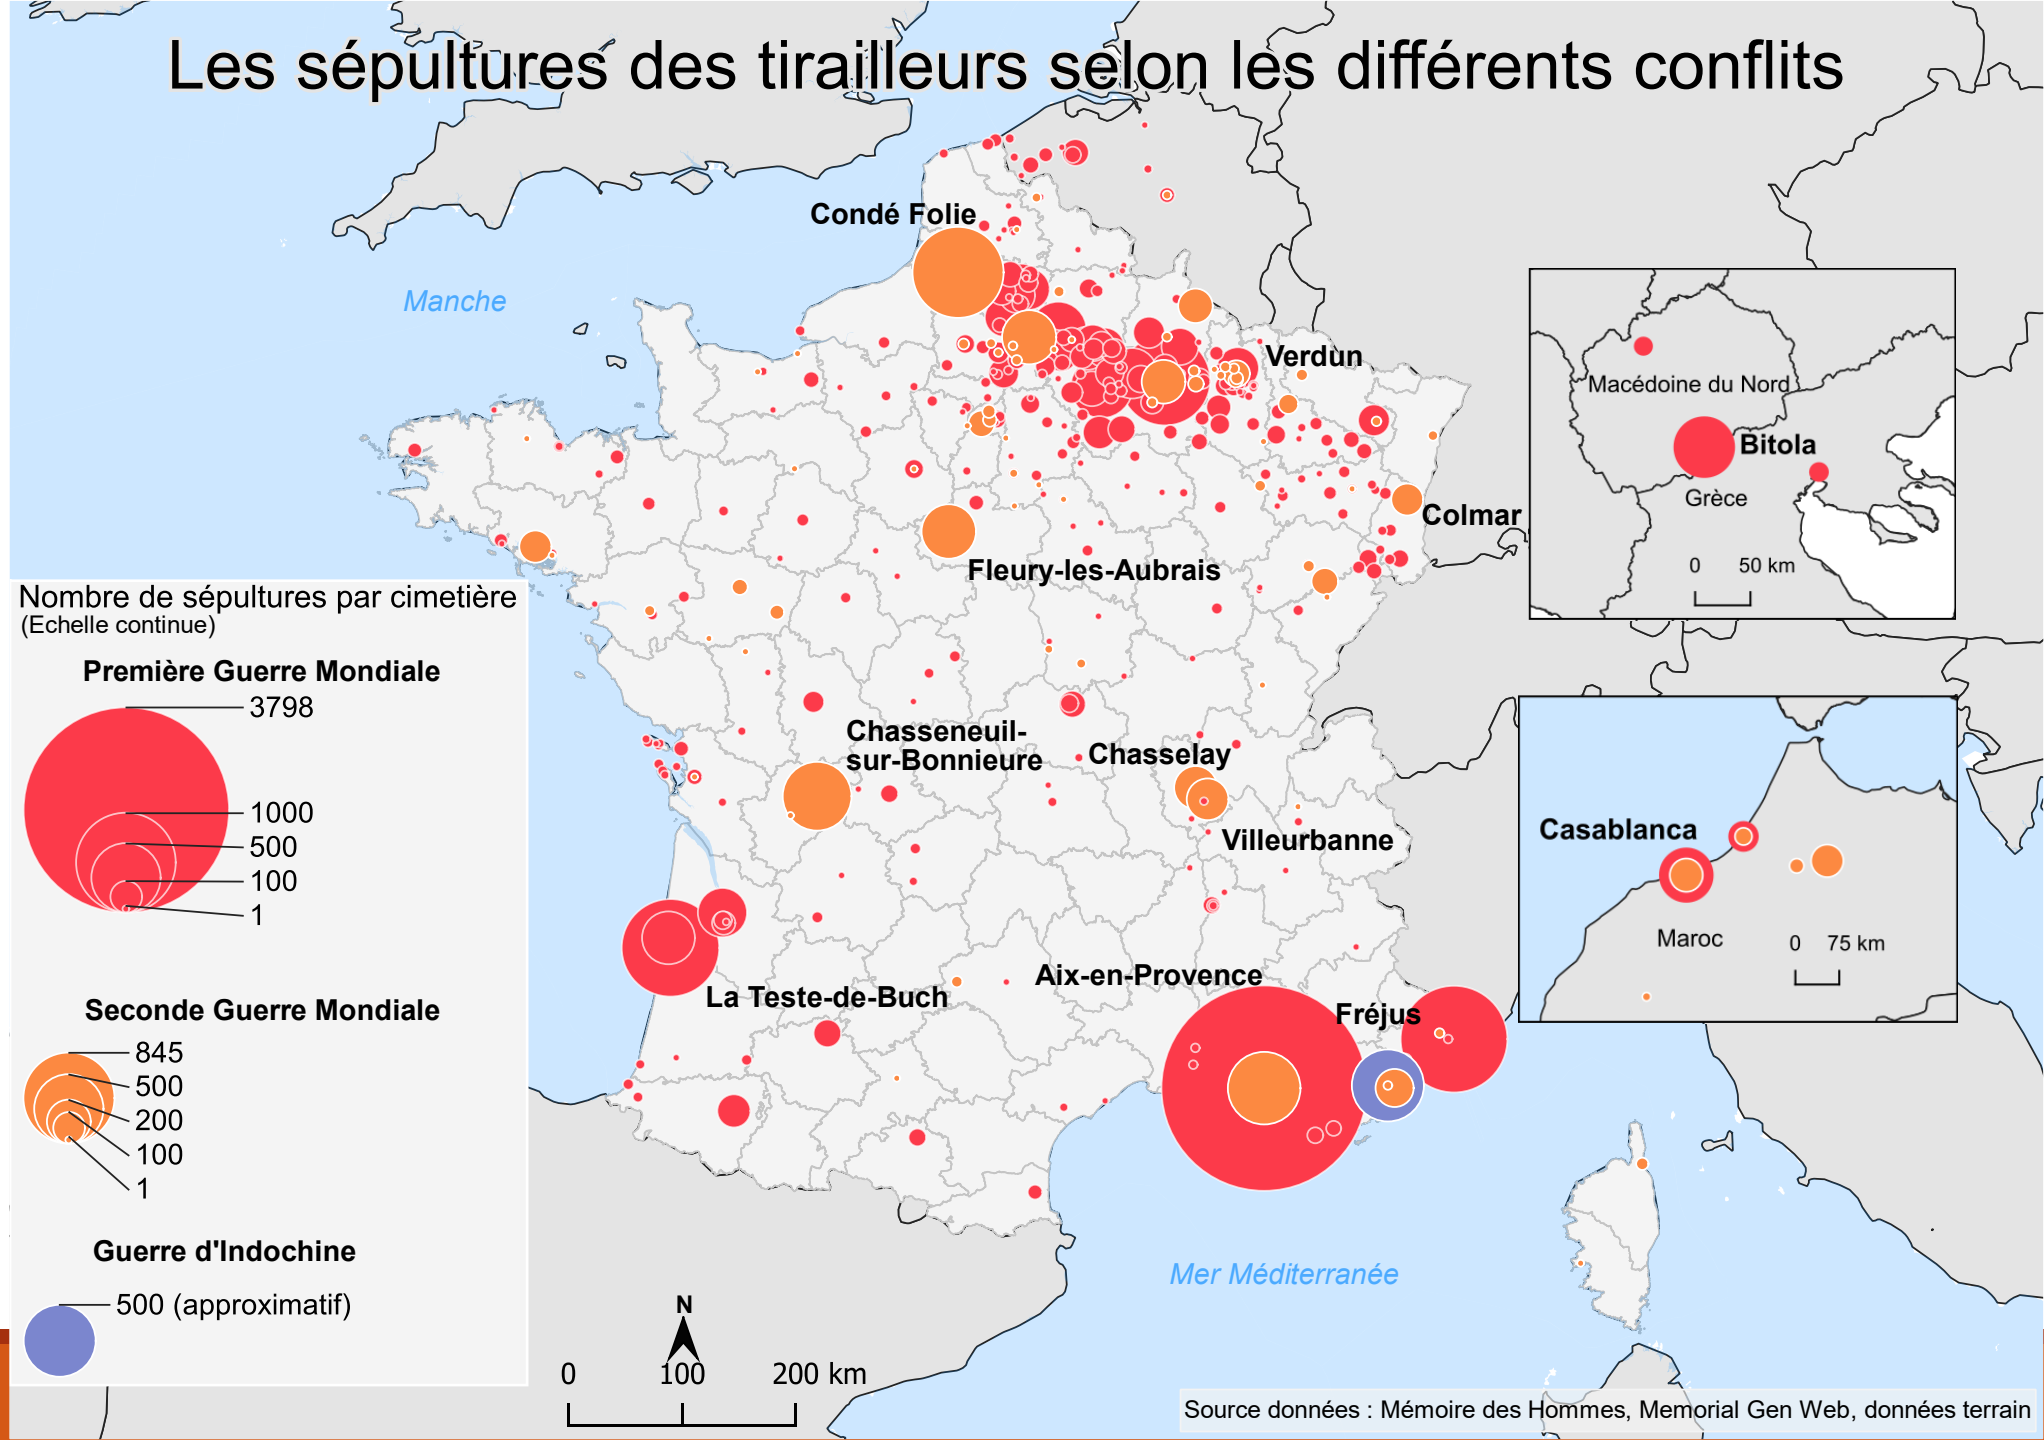 Les sépultures des tirailleurs selon les différents conflits
Condé Folie
Manche
Verdun
Macédoine du Nord
Bitola
Grèce
0 50 km
Colmar
Fleury-les-Aubrais
Nombre de sépultures par cimetière
(Echelle continue)
Première Guerre Mondiale
3798
1000
500
100
1
Seconde Guerre Mondiale
845
500
200
100
1
Guerre d'Indochine
500 (approximatif)
Chasseneuil-
sur-Bonnieure
Chasselay
Villeurbanne
Casablanca
Maroc
0 75 km
La Teste-de-Buch
Aix-en-Provence
Fréjus
Mer Méditerranée
N
0 100 200 km
Source données : Mémoire des Hommes, Memorial Gen Web, données terrain